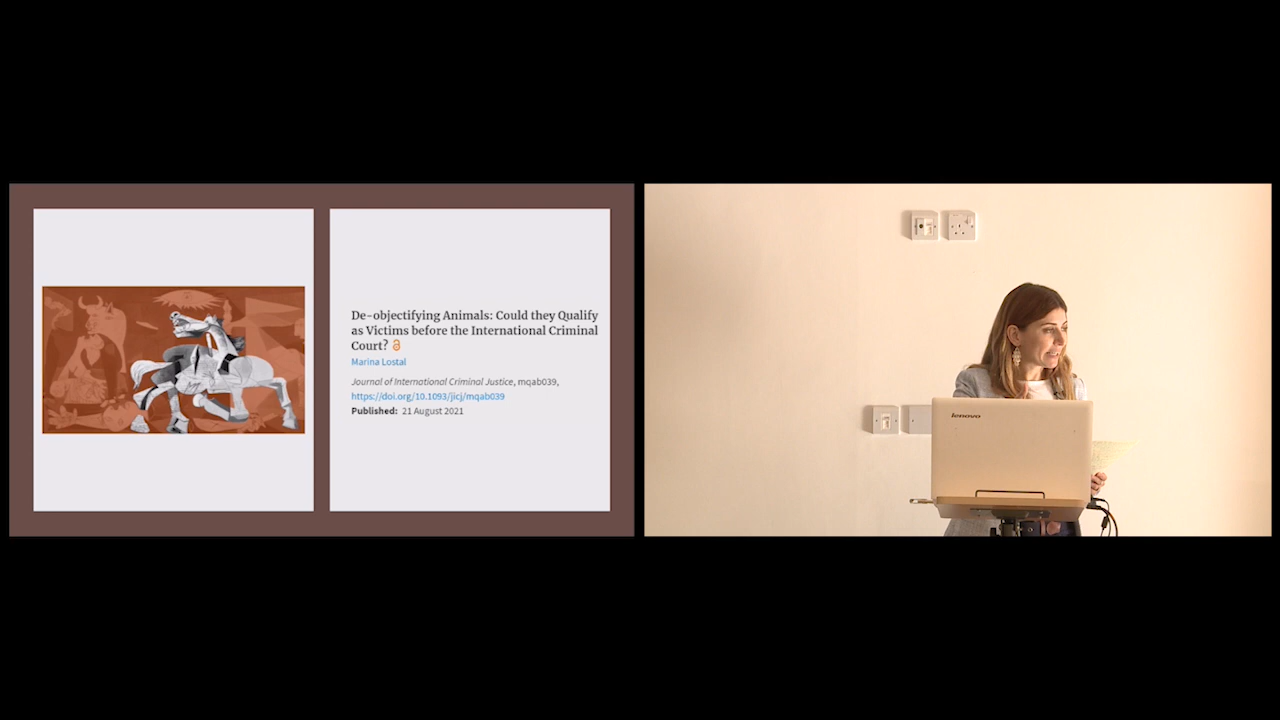 De-objectifying Animals: Could they Qualify
as Victims before the International Criminal
Court?
Marina Lostal
Journal of International Criminal Justice, mqab039,
https://doi.org/10.1093/jicj/mqab039
Published: 21 August 2021
lenovo